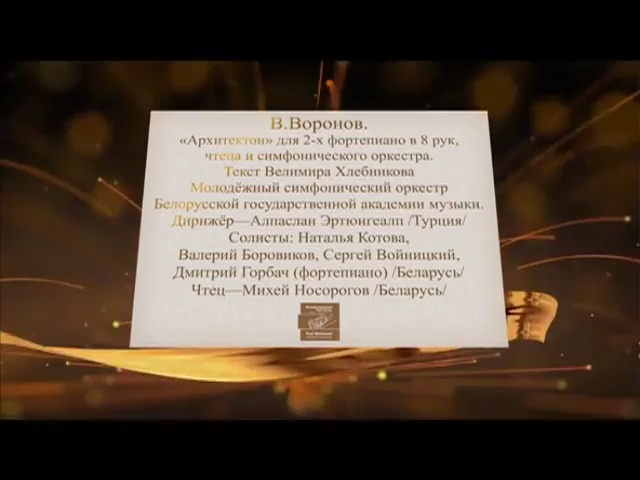 В.Воронов.
«Архитектон» для 2-х фортепиано в 8 рук,
чтеца и симфонического оркестра.
Текст Велимира Хлебникова
Молодёжный симфонический оркестр
Белорусской государственной академии музыки.
Дирижёр—Алпаслан Эртюнгеалп /Турция/
Солисты: Наталья Котова,
Валерий Боровиков, Сергей Войницкий,
Дмитрий Горбач (фортепиано) /Беларусь/
Чтец—Михей Носорогов /Беларусь/